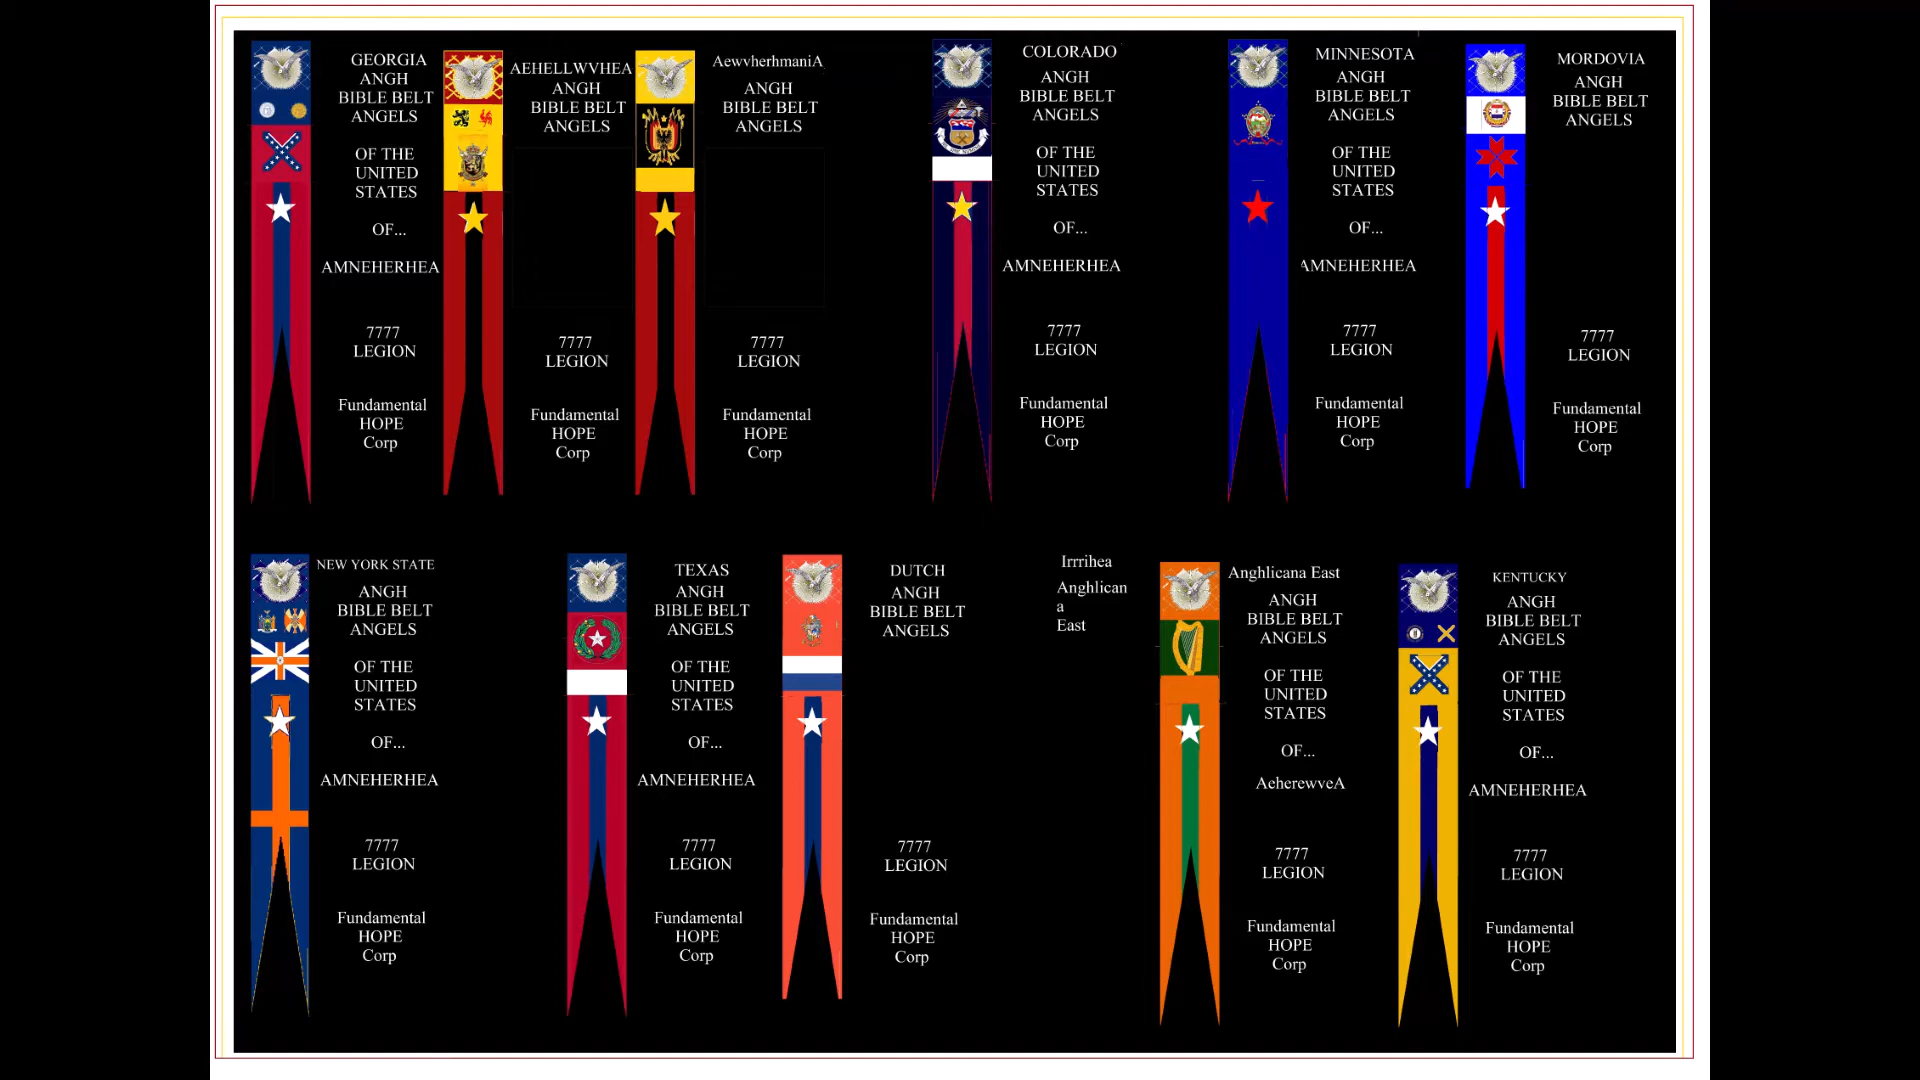 GEORGIA
ANGH
BIBLE BELT
ANGELS
OF THE
UNITED
STATES
OF...
AMNEHERHEA
7777
LEGION
Fundamental
HOPE
Corp
AEHELLWVHEA
ANGH
BIBLE BELT
ANGELS
7777
LEGION
Fundamental
HOPE
Corp
AewvherhmaniA
ANGH
BIBLE BELT
ANGELS
7777
LEGION
Fundamental
HOPE
Corp
COLORADO
ANGH
BIBLE BELT
ANGELS
OF THE
UNITED
STATES
OF...
AMNEHERHEA
7777
LEGION
Fundamental
HOPE
Corp
MINNESOTA
ANGH
BIBLE BELT
ANGELS
OF THE
UNITED
STATES
OF...
AMNEHERHEA
7777
LEGION
Fundamental
HOPE
Corp
MORDOVIA
ANGH
BIBLE BELT
ANGELS
7777
LEGION
Fundamental
HOPE
Corp
NEW YORK STATE
ANGH
BIBLE BELT
ANGELS
OF THE
UNITED
STATES
OF...
AMNEHERHEA
7777
LEGION
Fundamental
HOPE
Corp
TEXAS
ANGH
BIBLE BELT
ANGELS
OF THE
UNITED
STATES
OF...
AMNEHERHEA
7777
LEGION
Fundamental
HOPE
Corp
DUTCH
ANGH
BIBLE BELT
ANGELS
7777
LEGION
Fundamental
HOPE
Corp
Irrrihea
Anghlican
a
East
Anghlicana East
ANGH
BIBLE BELT
ANGELS
OF THE
UNITED
STATES
OF...
AeherewveA
7777
LEGION
Fundamental
HOPE
Corp
KENTUCKY
ANGH
BIBLE BELT
ANGELS
OF THE
UNITED
STATES
OF...
AMNEHERHEA
7777
LEGION
Fundamental
HOPE
Corp